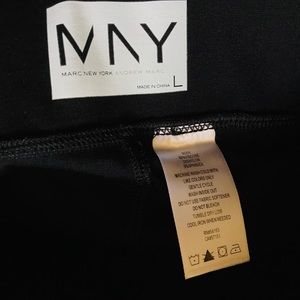 MNY
MARC NEW YORK ANDREW MARC
MADE IN CHINA
L
MACHINE WASH COLD WITH
LIKE COLORS ONLY
GENTLE CYCLE
WASH INSIDE OUT
DO NOT USE FABRIC SOFTENER
DO NOT BLEACH
TUMBLE DRY LOW
COOL IRON WHEN NEEDED